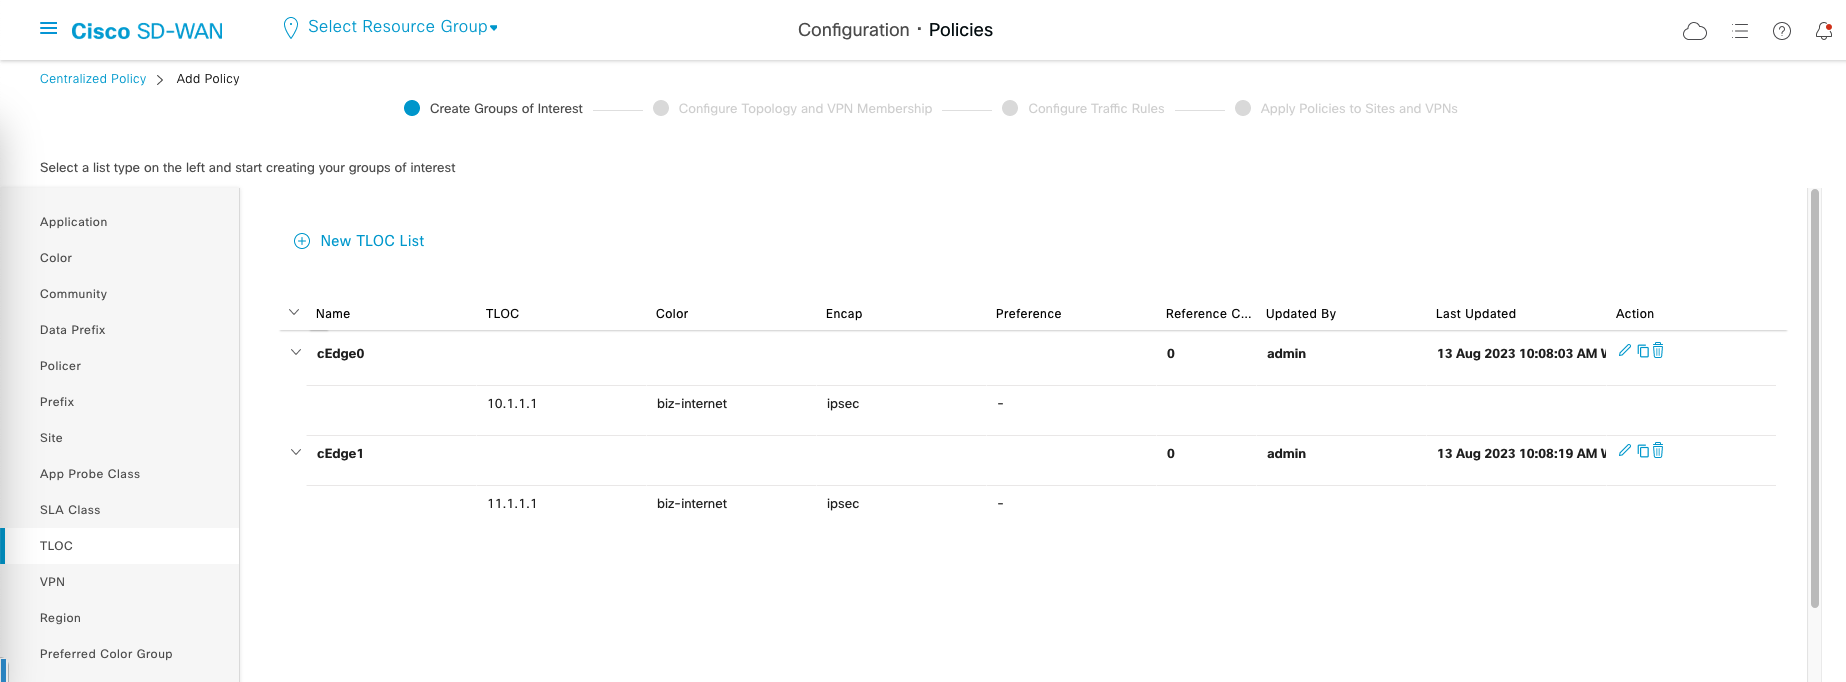 Cisco SD-WAN
Select Resource Group
Configuration · Policies
Centralized Policy > Add Policy
Create Groups of Interest
Configure Topology and VPN Membership
Configure Traffic Rules
Apply Policies to Sites and VPNs
Select a list type on the left and start creating your groups of interest
Application
Color
Community
Data Prefix
Policer
Prefix
Site
App Probe Class
SLA Class
TLOC
VPN
Region
Preferred Color Group
New TLOC List
Name TLOC Color Encap Preference Reference C... Updated By Last Updated Action
cEdge0 0 admin 13 Aug 2023 10:08:03 AM
10.1.1.1 biz-internet ipsec -
cEdge1 0 admin 13 Aug 2023 10:08:19 AM
11.1.1.1 biz-internet ipsec -